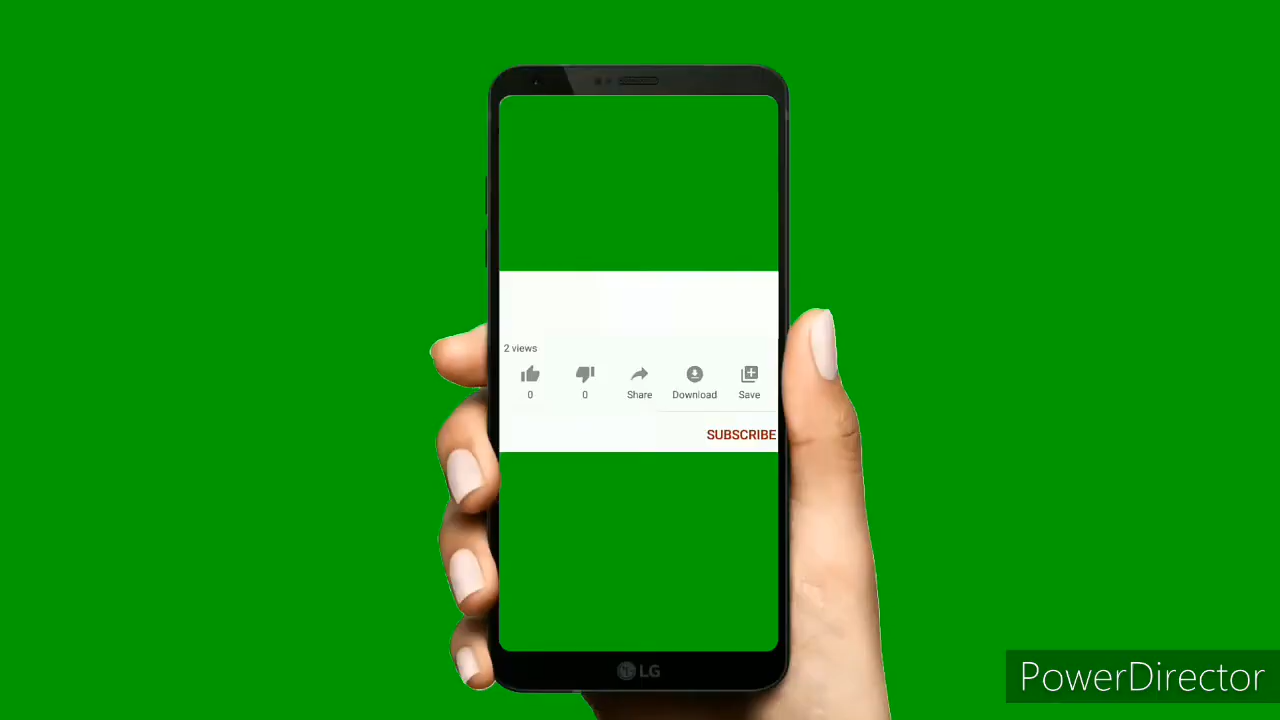 2 views
0 0 Share Download Save
SUBSCRIBE
LG
PowerDirector